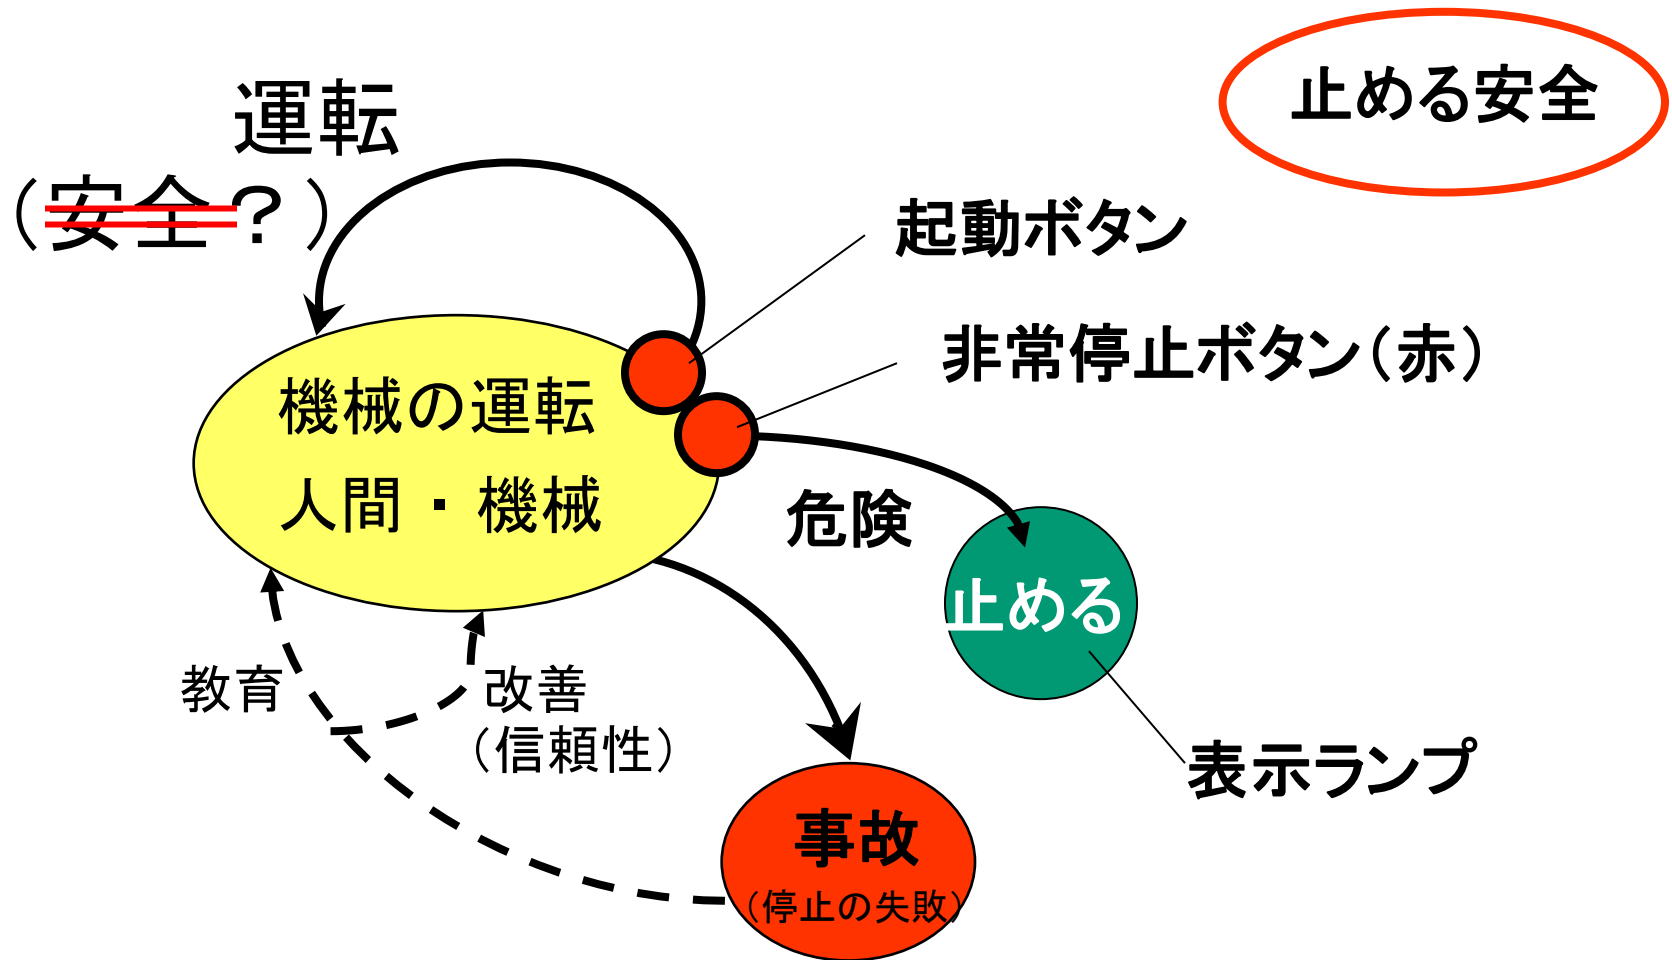 止める安全
運転
（安全？）
起動ボタン
非常停止ボタン（赤）
機械の運転
人間・機械
危険
止める
教育
改善
（信頼性）
表示ランプ
事故
（停止の失敗）